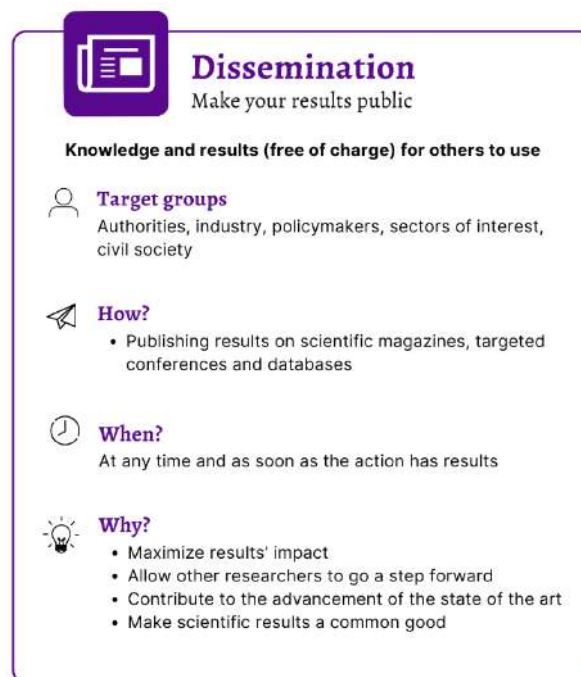 Dissemination
Make your results public
Knowledge and results (free of charge) for others to use
Target groups
Authorities, industry, policymakers, sectors of interest,
civil society
How?
• Publishing results on scientific magazines, targeted
conferences and databases
When?
At any time and as soon as the action has results
Why?
• Maximize results' impact
• Allow other researchers to go a step forward
• Contribute to the advancement of the state of the art
• Make scientific results a common good